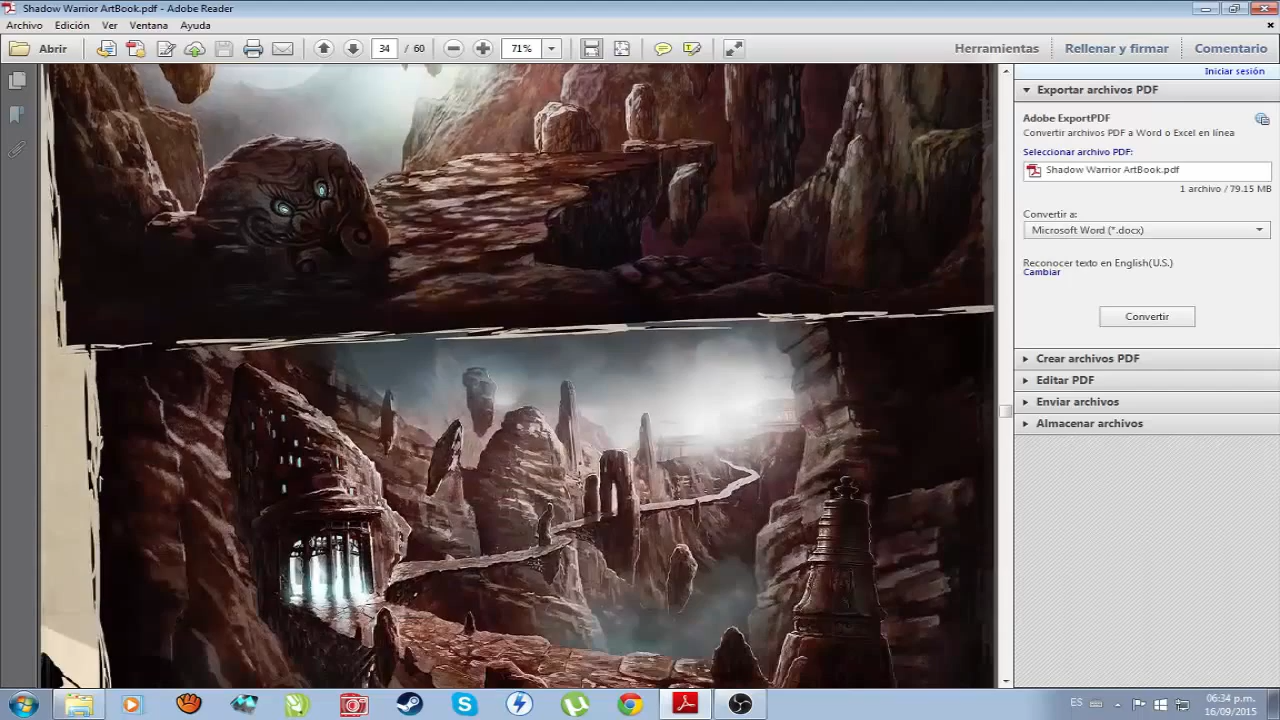 Shadow Warrior ArtBook.pdf - Adobe Reader
Archivo Edición Ver Ventana Ayuda
Abrir 34 / 60 71% Herramientas Rellenar y firmar Comentario
Iniciar sesión
Exportar archivos PDF
Adobe ExportPDF
Convertir archivos PDF a Word o Excel en línea
Seleccionar archivo PDF:
Shadow Warrior ArtBook.pdf
1 archivo / 79.15 MB
Convertir a:
Microsoft Word (*.docx)
Reconocer texto en English(U.S.)
Cambiar
Convertir
Crear archivos PDF
Editar PDF
Enviar archivos
Almacenar archivos
ES 06:34 p.m.
16/09/2015